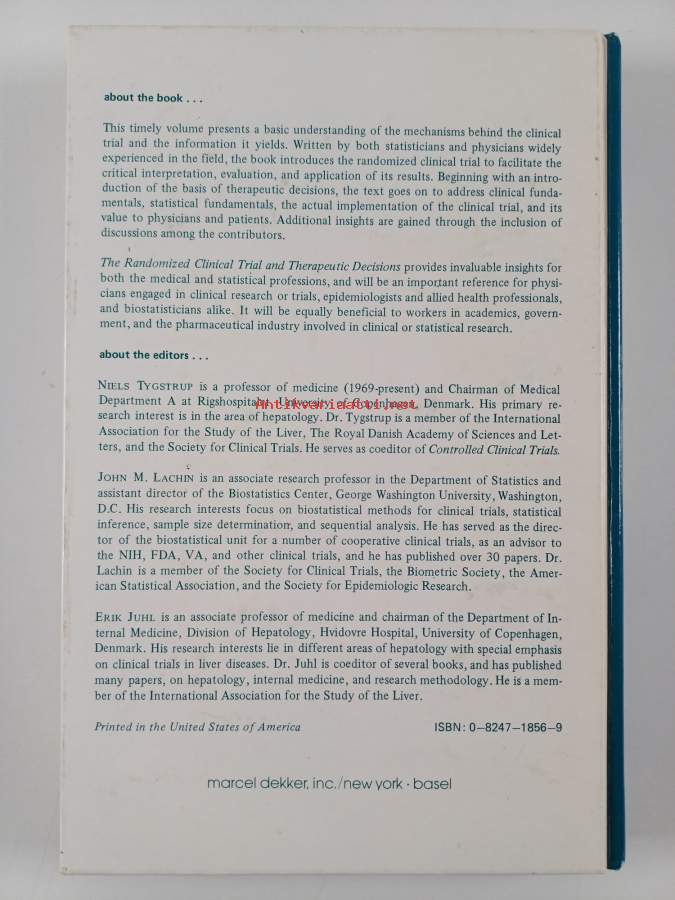 about the book . . .
This timely volume presents a basic understanding of the mechanisms behind the clinical
trial and the information it yields. Written by both statisticians and physicians widely
experienced in the field, the book introduces the randomized clinical trial to facilitate the
critical interpretation, evaluation, and application of its results. Beginning with an intro-
duction of the basis of therapeutic decisions, the text goes on to address clinical funda-
mentals, statistical fundamentals, the actual implementation of the clinical trial, and its
value to physicians and patients. Additional insights are gained through the inclusion of
discussions among the contributors.
The Randomized Clinical Trial and Therapeutic Decisions provides invaluable insights for
both the medical and statistical professions, and will be an important reference for physi-
cians engaged in clinical research or trials, epidemiologists and allied health professionals,
and biostatisticians alike. It will be equally beneficial to workers in academics, govern-
ment, and the pharmaceutical industry involved in clinical or statistical research.
about the editors . . .
NIELS TYGSTRUP is a professor of medicine (1969-present) and Chairman of Medical
Department A at Rigshospitalet, University of Copenhagen, Denmark. His primary re-
Antikvariaatti.net
search interest is in the area of hepatology. Dr. Tygstrup is a member of the International
Association for the Study of the Liver, The Royal Danish Academy of Sciences and Let-
ters, and the Society for Clinical Trials. He serves as coeditor of Controlled Clinical Trials.
JOHN M. LACHIN is an associate research professor in the Department of Statistics and
assistant director of the Biostatistics Center, George Washington University, Washington,
D.C. His research interests focus on biostatistical methods for clinical trials, statistical
inference, sample size determination, and sequential analysis. He has served as the direc-
tor of the biostatistical unit for a number of cooperative clinical trials, as an advisor to
the NIH, FDA, VA, and other clinical trials, and he has published over 30 papers. Dr.
Lachin is a member of the Society for Clinical Trials, the Biometric Society, the Amer-
ican Statistical Association, and the Society for Epidemiologic Research.
ERIK JUHL is an associate professor of medicine and chairman of the Department of In-
ternal Medicine, Division of Hepatology, Hvidovre Hospital, University of Copenhagen,
Denmark. His research interests lie in different areas of hepatology with special emphasis
on clinical trials in liver diseases. Dr. Juhl is coeditor of several books, and has published
many papers, on hepatology, internal medicine, and research methodology. He is a mem-
ber of the International Association for the Study of the Liver.
Printed in the United States of America
ISBN: 0-8247-1856-9
marcel dekker, inc./new york · basel